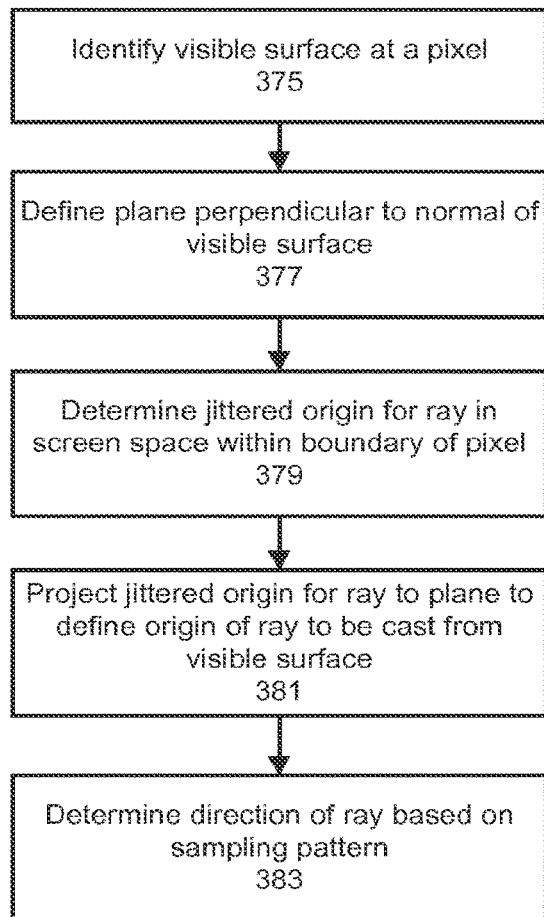 Identify visible surface at a pixel
375
Define plane perpendicular to normal of
visible surface
377
Determine jittered origin for ray in
screen space within boundary of pixel
379
Project jittered origin for ray to plane to
define origin of ray to be cast from
visible surface
381
Determine direction of ray based on
sampling pattern
383